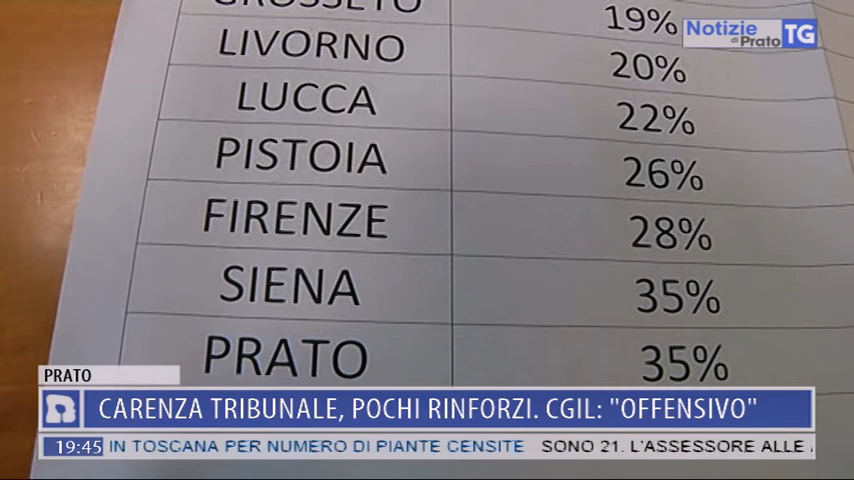 GROSSETO 19%
Notizie di Prato TG
LIVORNO 20%
LUCCA 22%
PISTOIA 26%
FIRENZE 28%
SIENA 35%
PRATO 35%
PRATO
CARENZA TRIBUNALE, POCHI RINFORZI. CGIL: "OFFENSIVO"
19:45 IN TOSCANA PER NUMERO DI PIANTE CENSITE SONO 21. L'ASSESSORE ALLE